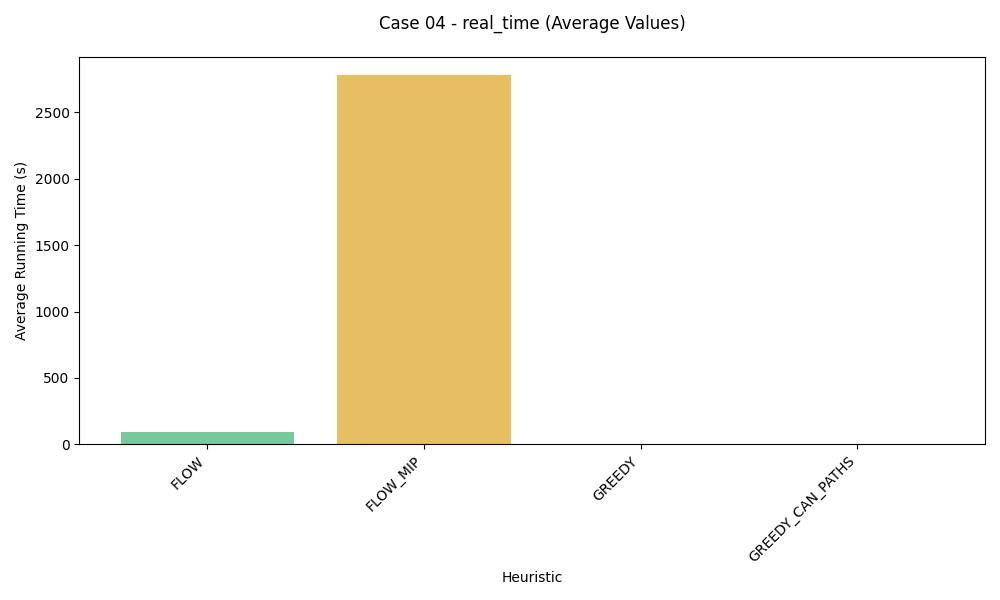 Case 04 - real_time (Average Values)
Average Running Time (s)
2500
2000
1500
1000
500
0
FLOW
FLOW_MIP
GREEDY
GREEDY_CAN_PATHS
Heuristic